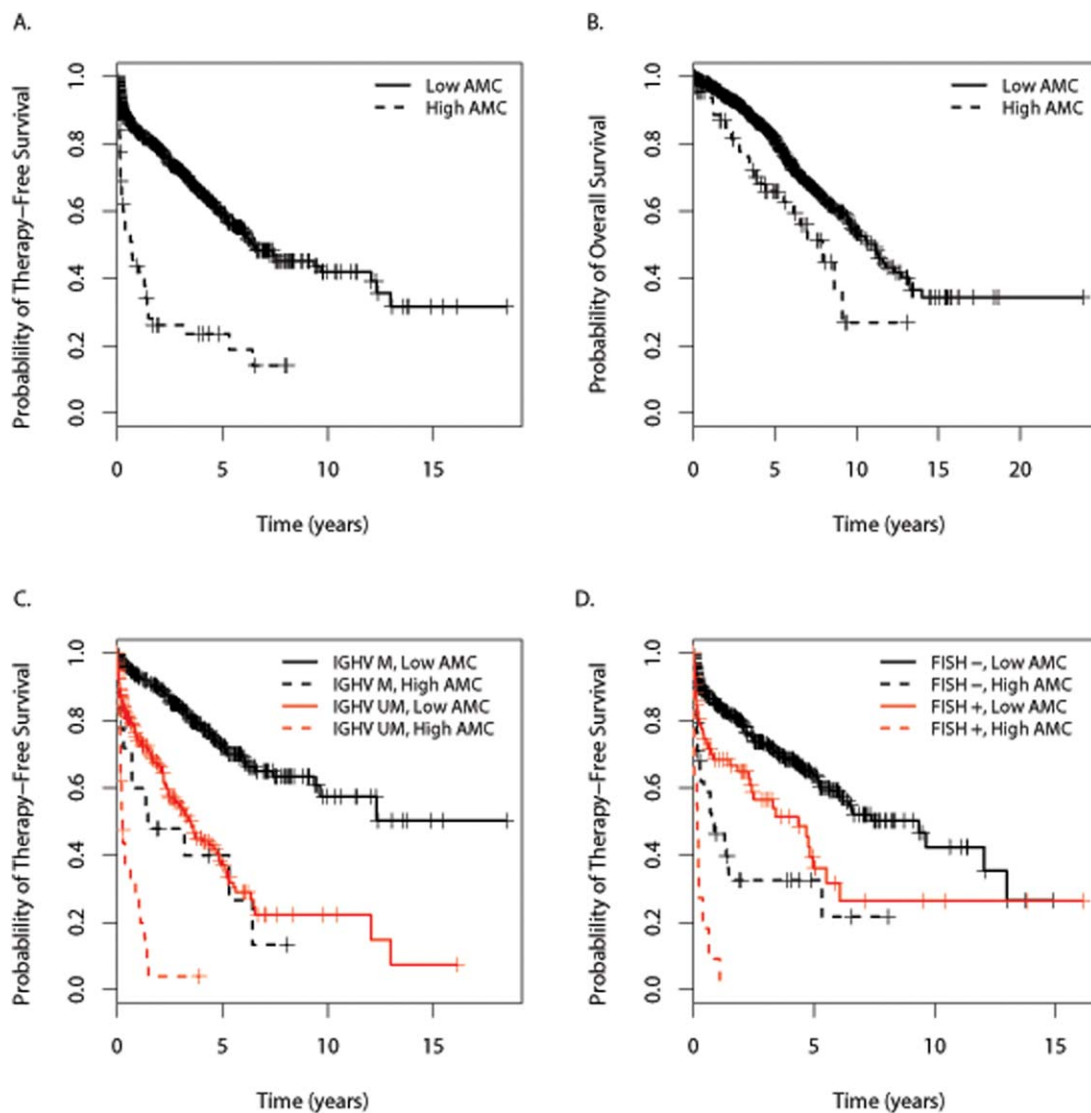 A.
Probablility of Therapy–Free Survival
0.0 0.2 0.4 0.6 0.8 1.0
Low AMC
High AMC
0 5 10 15
Time (years)
B.
Probablility of Overall Survival
0.0 0.2 0.4 0.6 0.8 1.0
Low AMC
High AMC
0 5 10 15 20
Time (years)
C.
Probablility of Therapy–Free Survival
0.0 0.2 0.4 0.6 0.8 1.0
IGHV M, Low AMC
IGHV M, High AMC
IGHV UM, Low AMC
IGHV UM, High AMC
0 5 10 15
Time (years)
D.
Probablility of Therapy–Free Survival
0.0 0.2 0.4 0.6 0.8 1.0
FISH –, Low AMC
FISH –, High AMC
FISH +, Low AMC
FISH +, High AMC
0 5 10 15
Time (years)